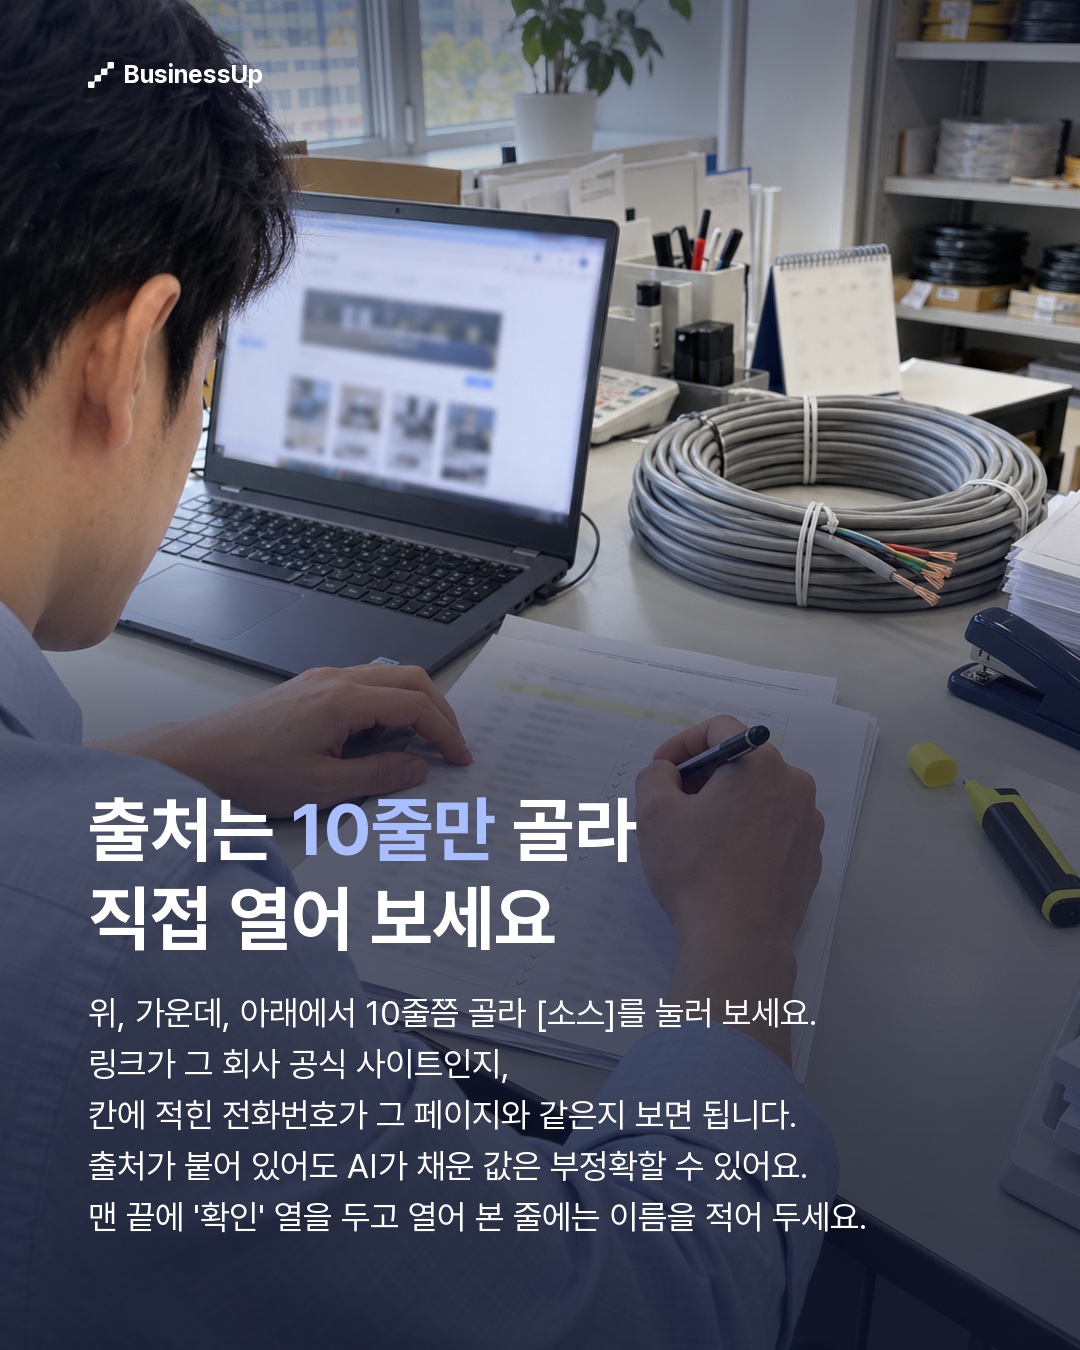 BusinessUp
출처는 10줄만 골라
직접 열어 보세요
위, 가운데, 아래에서 10줄쯤 골라 [소스]를 눌러 보세요.
링크가 그 회사 공식 사이트인지,
칸에 적힌 전화번호가 그 페이지와 같은지 보면 됩니다.
출처가 붙어 있어도 AI가 채운 값은 부정확할 수 있어요.
맨 끝에 '확인' 열을 두고 열어 본 줄에는 이름을 적어 두세요.